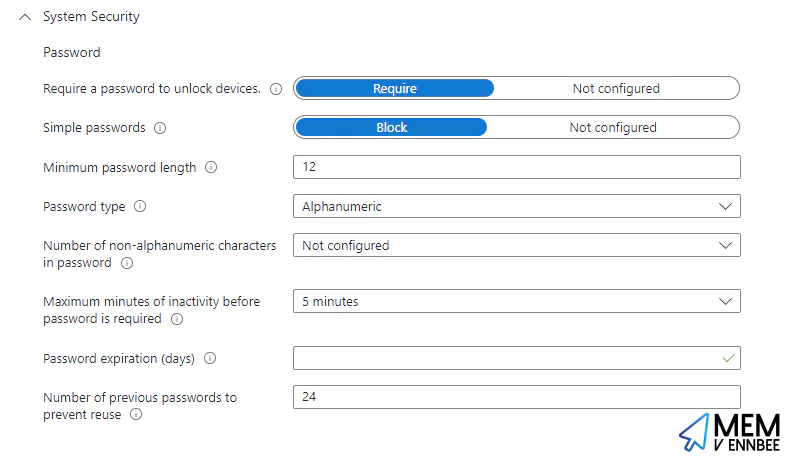 System Security
Password
Require a password to unlock devices.
Require
Not configured
Simple passwords
Block
Not configured
Minimum password length
12
Password type
Alphanumeric
Number of non-alphanumeric characters
in password
Not configured
Maximum minutes of inactivity before
password is required
5 minutes
Password expiration (days)
Number of previous passwords to
prevent reuse
24
MEM
V ENNBEE